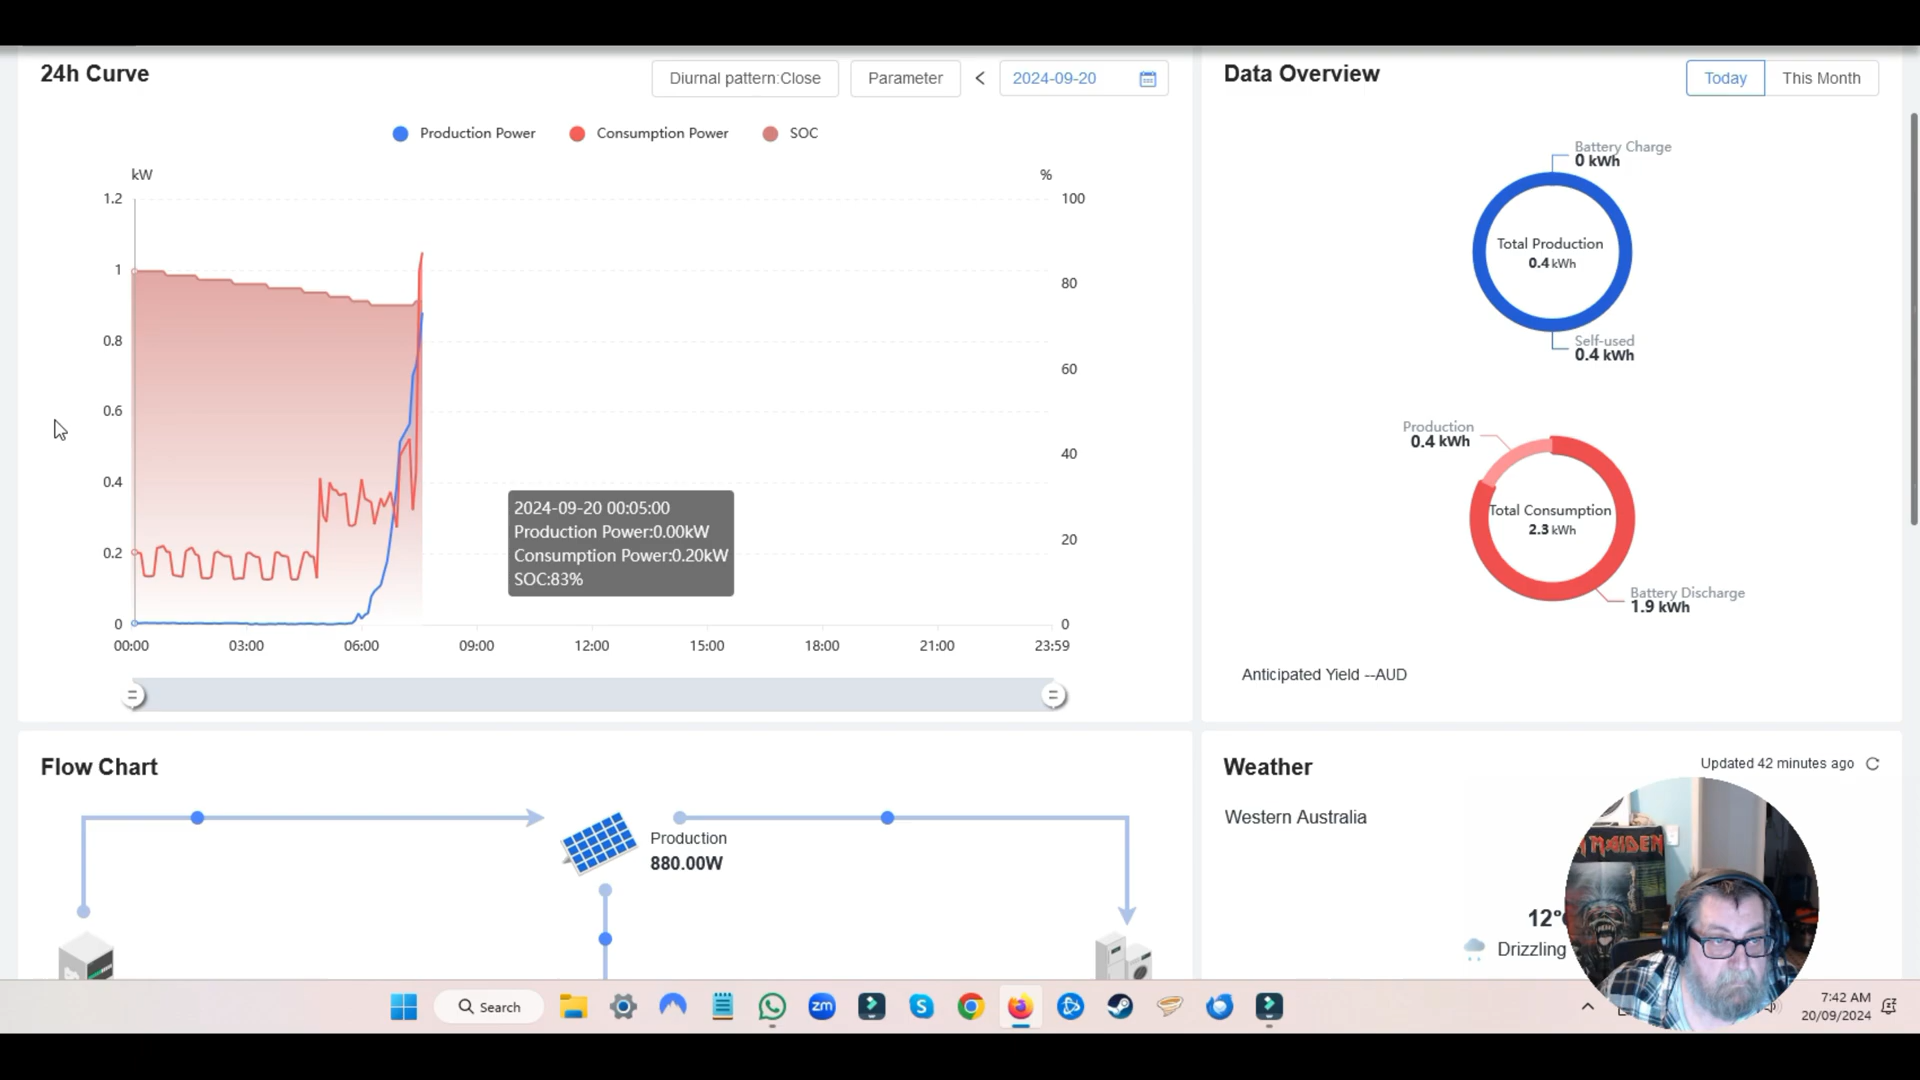 24h Curve
Diurnal pattern:Close
Parameter
<
2024-09-20
Production Power
Consumption Power
SOC
kW
%
1.2
1
0.8
0.6
0.4
0.2
0
100
80
60
40
20
0
2024-09-20 00:05:00
Production Power:0.00kW
Consumption Power:0.20kW
SOC:83%
00:00
03:00
06:00
09:00
12:00
15:00
18:00
21:00
23:59
Data Overview
Today
This Month
Battery Charge
0 kWh
Total Production
0.4 kWh
Self-used
0.4 kWh
Production
0.4 kWh
Total Consumption
2.3 kWh
Battery Discharge
1.9 kWh
Anticipated Yield --AUD
Flow Chart
Production
880.00W
Weather
Updated 42 minutes ago
Western Australia
12°
Drizzling
MAIDEN
Search
zm
7:42 AM
20/09/2024